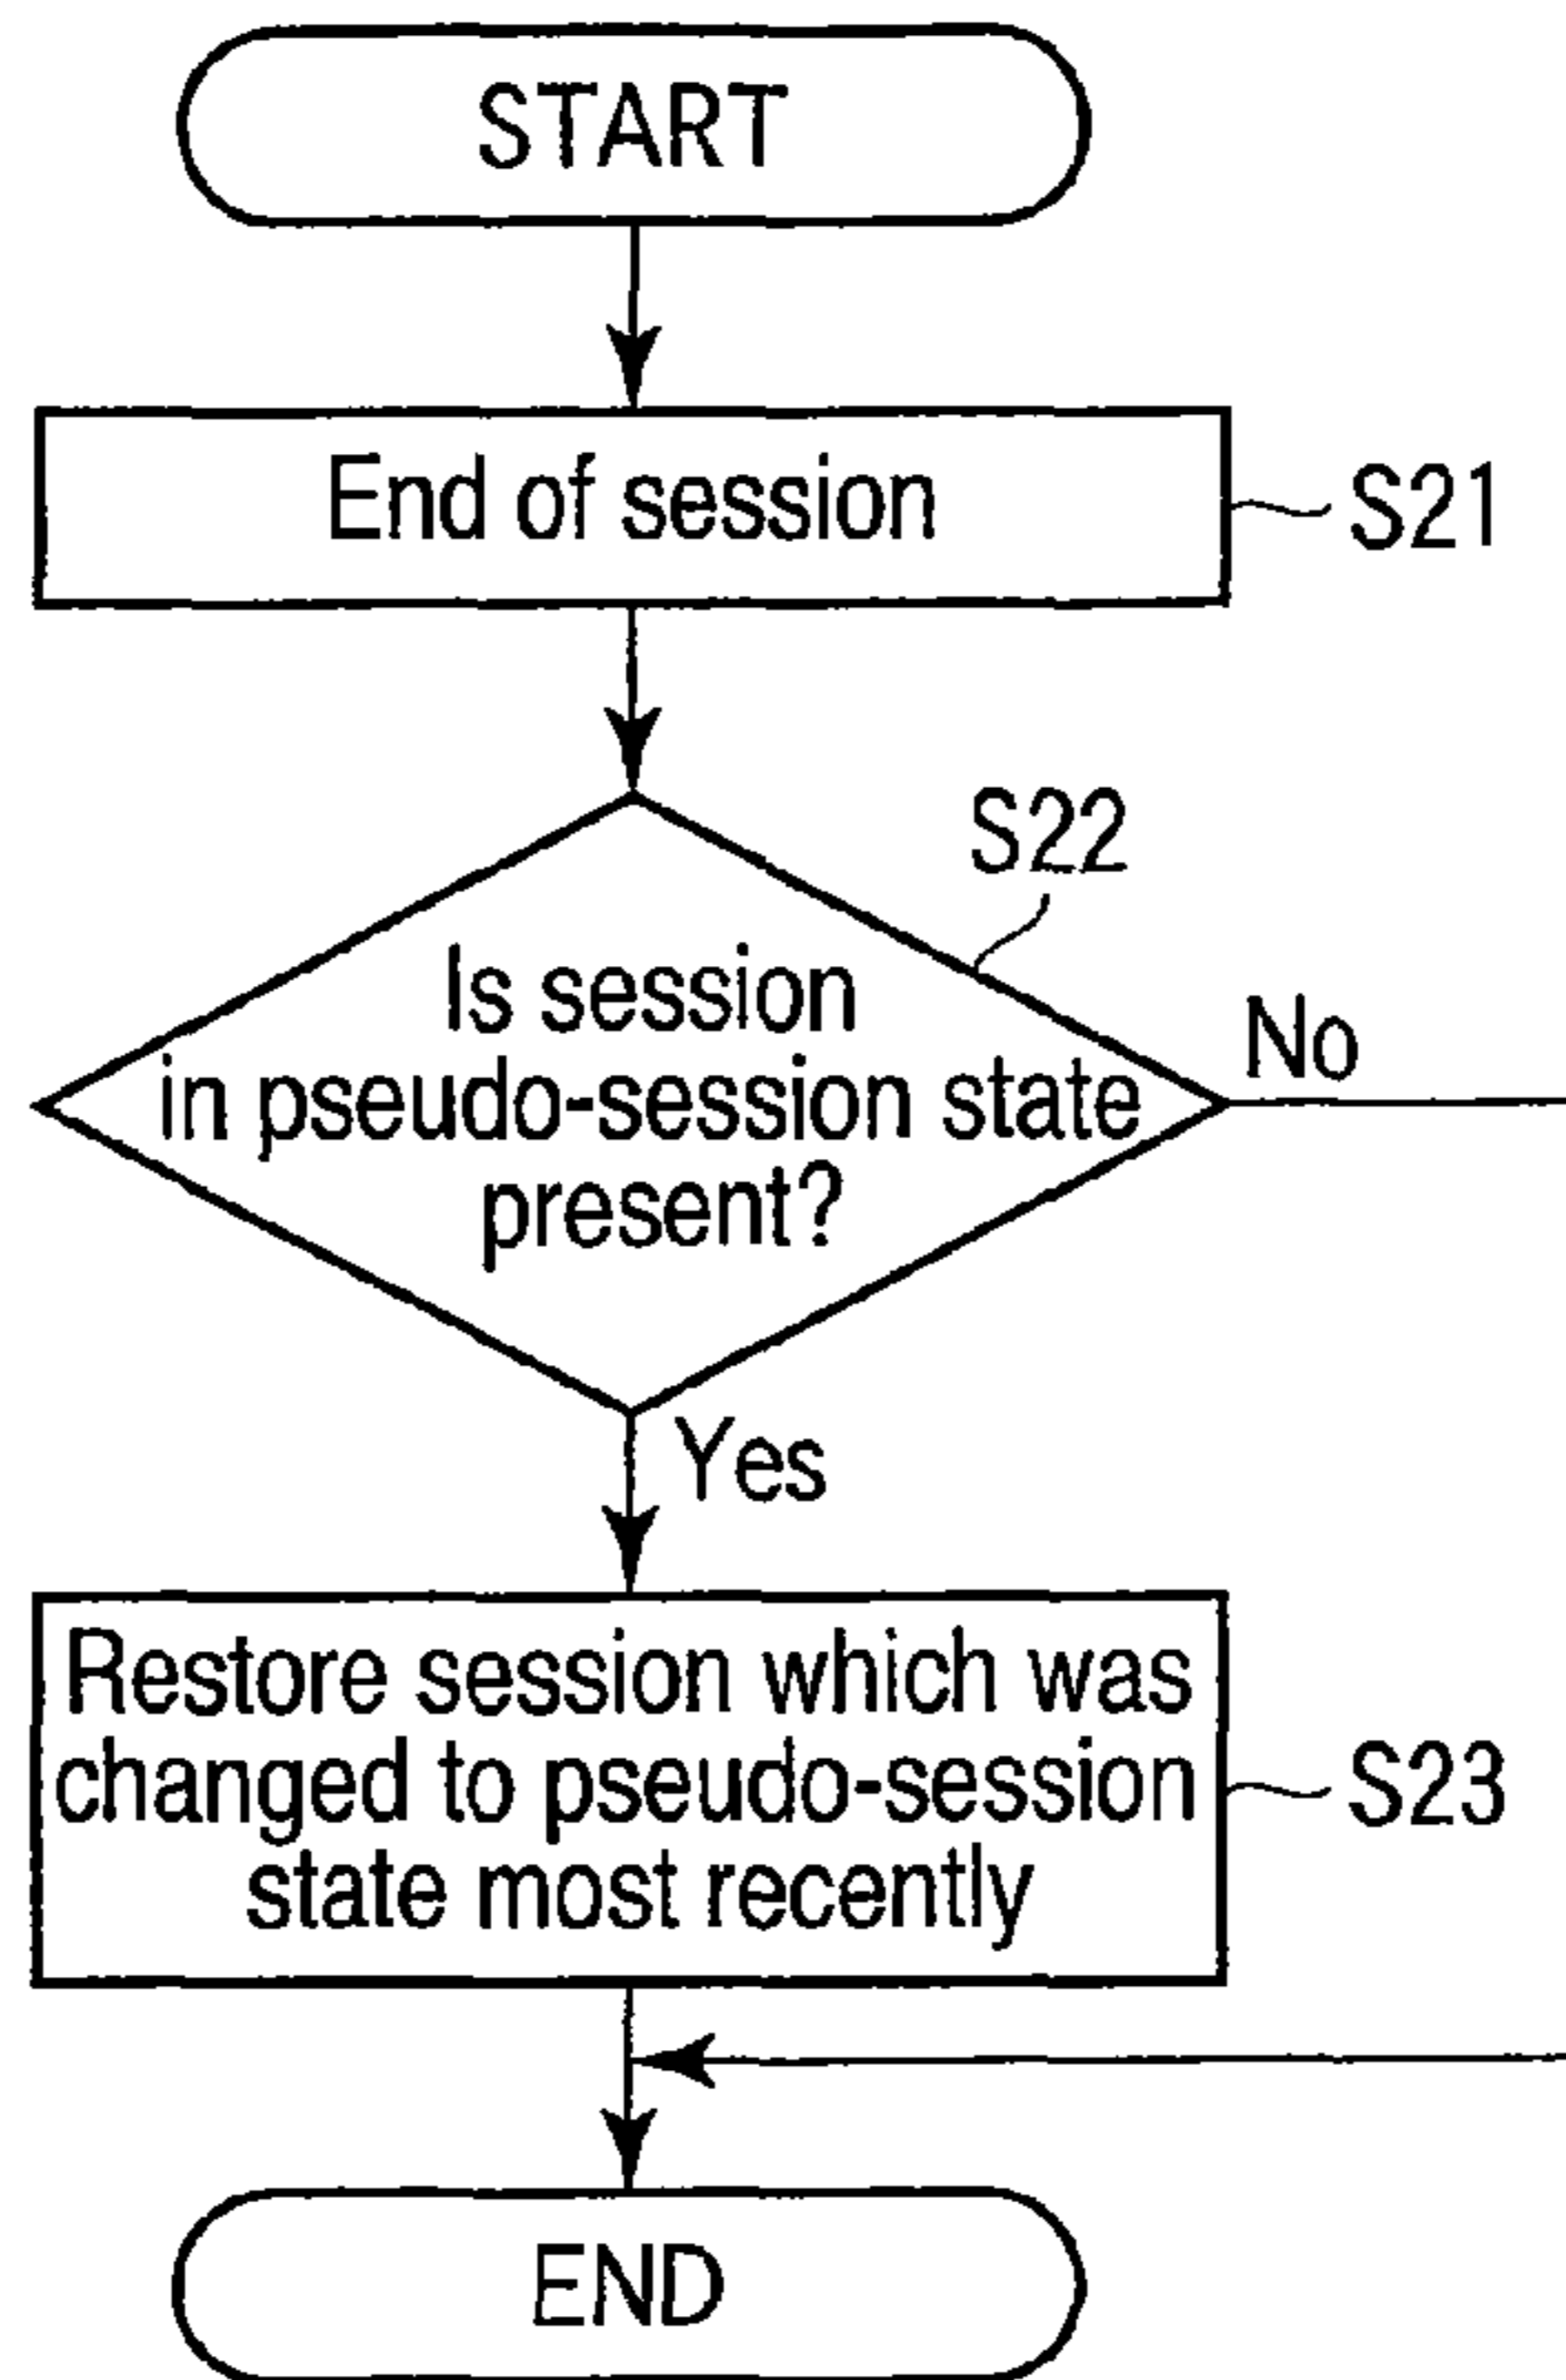 START
End of session
S21
S22
Is session
in pseudo-session state
present?
No
Yes
Restore session which was
changed to pseudo-session
state most recently
S23
END